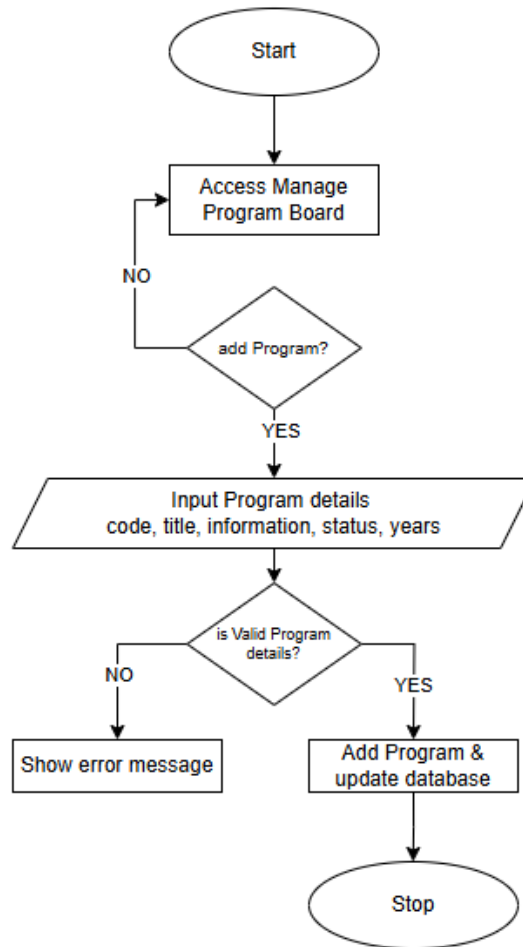 Start
Access Manage
Program Board
NO
add Program?
YES
Input Program details
code, title, information, status, years
is Valid Program
details?
NO
YES
Show error message
Add Program &
update database
Stop